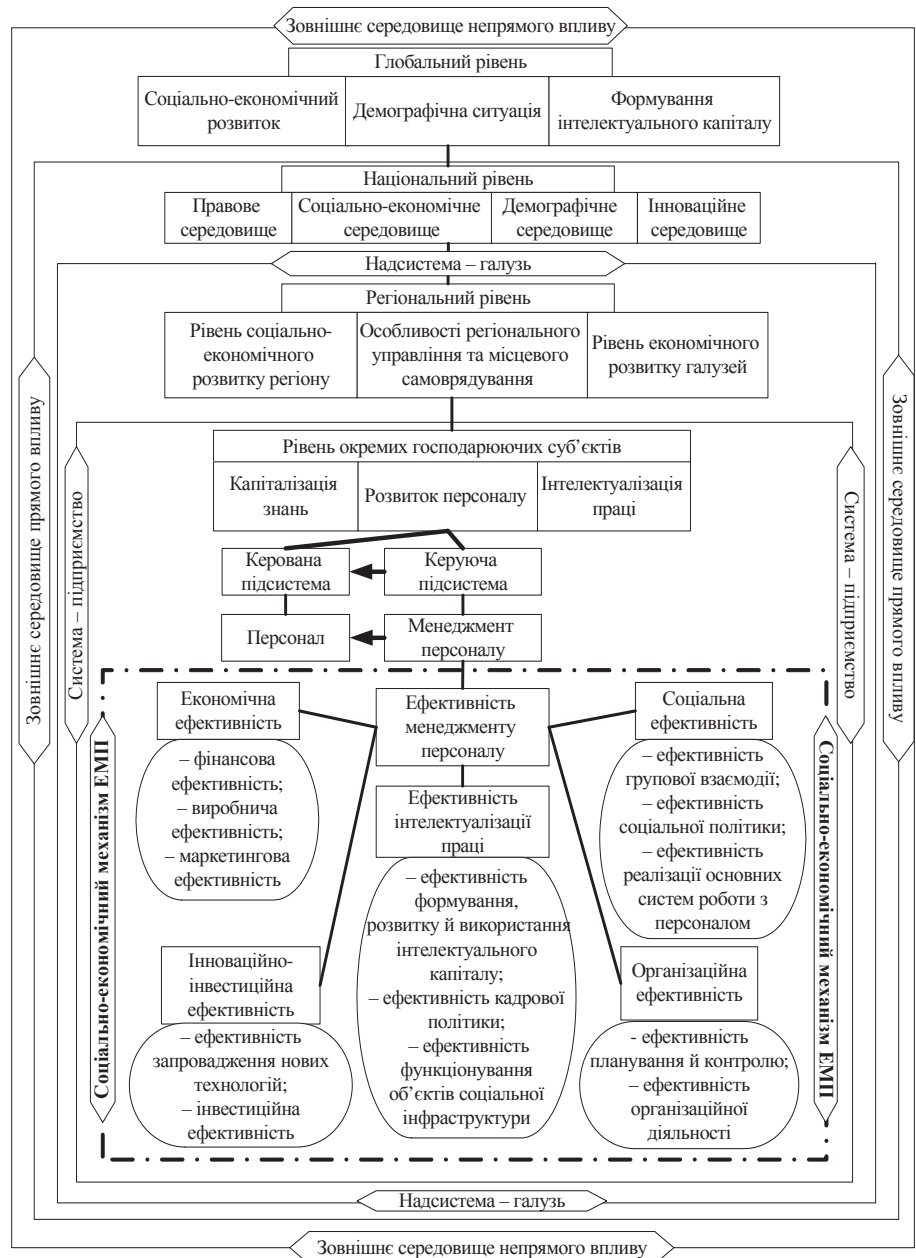 Зовнішнє середовище непрямого впливу
Глобальний рівень
Соціально-економічний
розвиток
Демографічна ситуація
Формування
інтелектуального капіталу
Національний рівень
Правове
середовище
Соціально-економічне
середовище
Демографічне
середовище
Інноваційне
середовище
Надсистема – галузь
Регіональний рівень
Рівень соціально-
економічного
розвитку регіону
Особливості регіонального
управління та місцевого
самоврядування
Рівень економічного
розвитку галузей
Зовнішнє середовище прямого впливу
Зовнішнє середовище прямого впливу
Система – підприємство
Система – підприємство
Рівень окремих господарюючих суб’єктів
Капіталізація
знань
Розвиток персоналу
Інтелектуалізація
праці
Керована
підсистема
Керуюча
підсистема
Персонал
Менеджмент
персоналу
Соціально-економічний механізм ЕМП
Соціально-економічний механізм ЕМП
Економічна
ефективність
– фінансова
ефективність;
– виробнича
ефективність;
– маркетингова
ефективність
Ефективність
менеджменту
персоналу
Соціальна
ефективність
– ефективність
групової взаємодії;
– ефективність
соціальної політики;
– ефективність
реалізації основних
систем роботи з
персоналом
Ефективність
інтелектуалізації
праці
– ефективність
формування,
розвитку й використання
інтелектуального
капіталу;
– ефективність кадрової
політики;
– ефективність
функціонування
об’єктів соціальної
інфраструктури
Інноваційно-
інвестиційна
ефективність
– ефективність
запровадження нових
технологій;
– інвестиційна
ефективність
Організаційна
ефективність
- ефективність
планування й контролю;
– ефективність
організаційної
діяльності
Надсистема – галузь
Зовнішнє середовище непрямого впливу